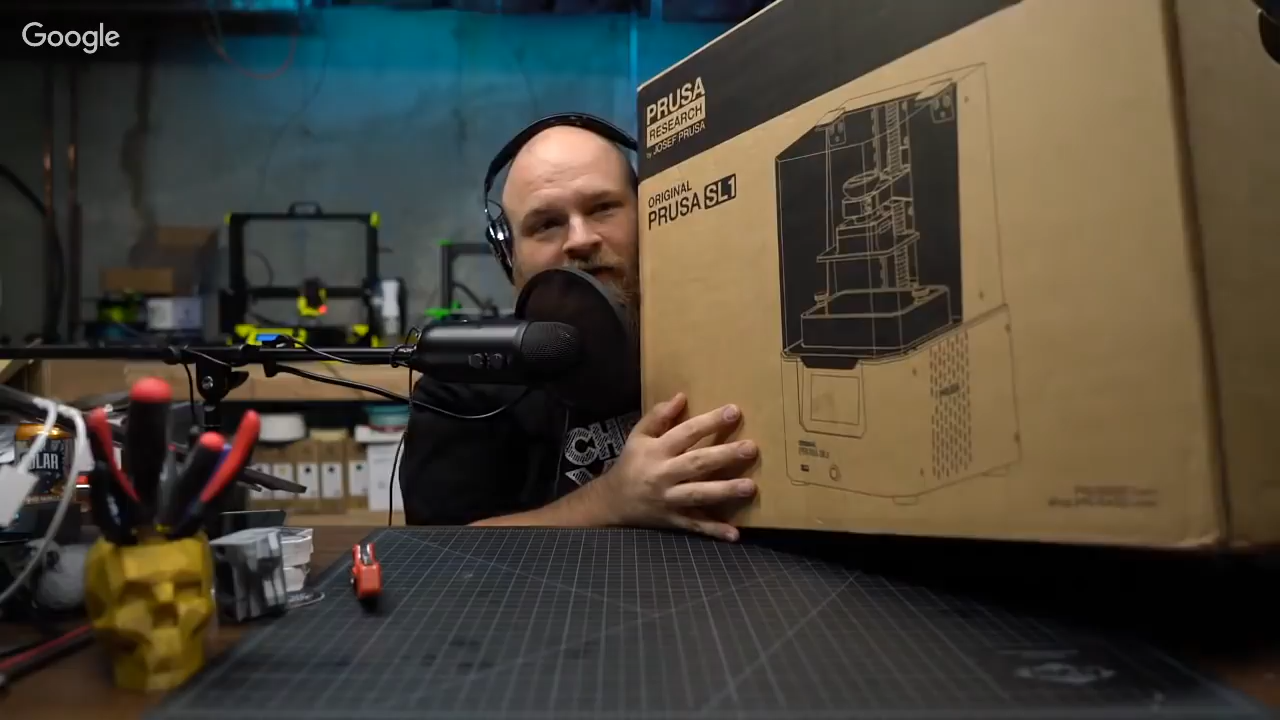 Google
PRUSA
RESEARCH
by JOSEF PRUSA
ORIGINAL
PRUSA SL1